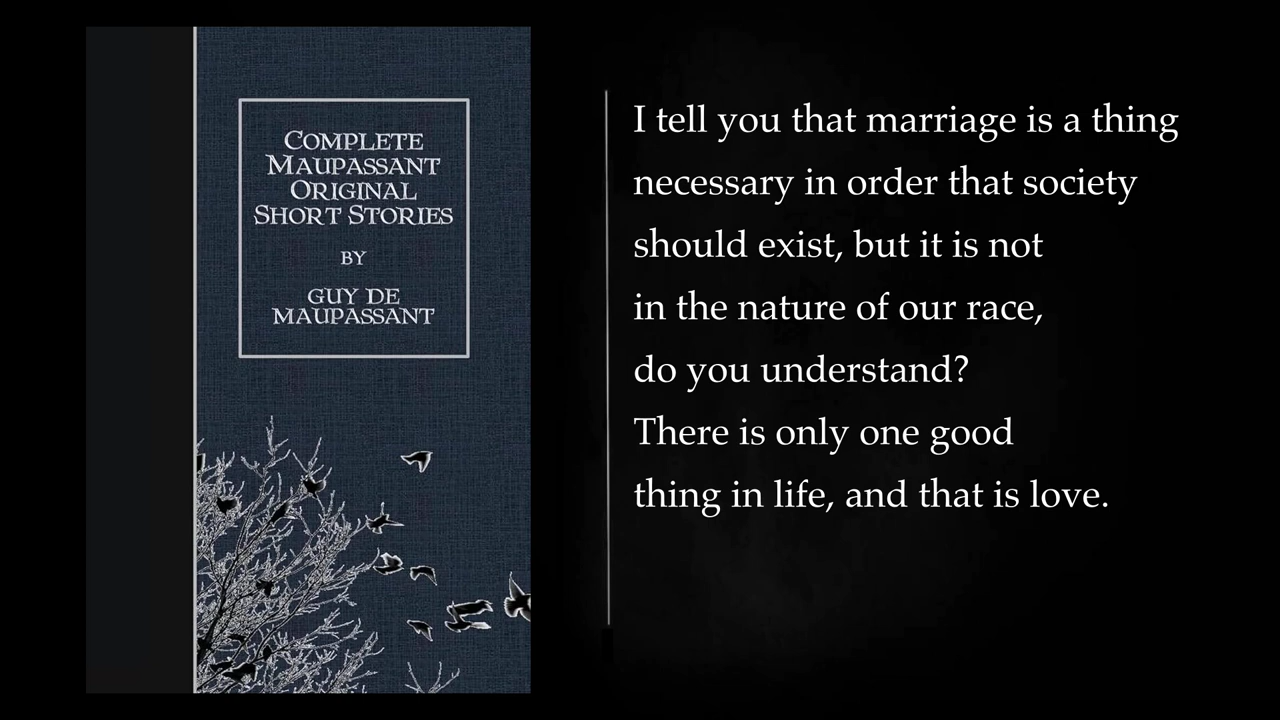 COMPLETE
MAUPASSANT
ORIGINAL
SHORT STORIES
BY
GUY DE
MAUPASSANT
I tell you that marriage is a thing
necessary in order that society
should exist, but it is not
in the nature of our race,
do you understand?
There is only one good
thing in life, and that is love.